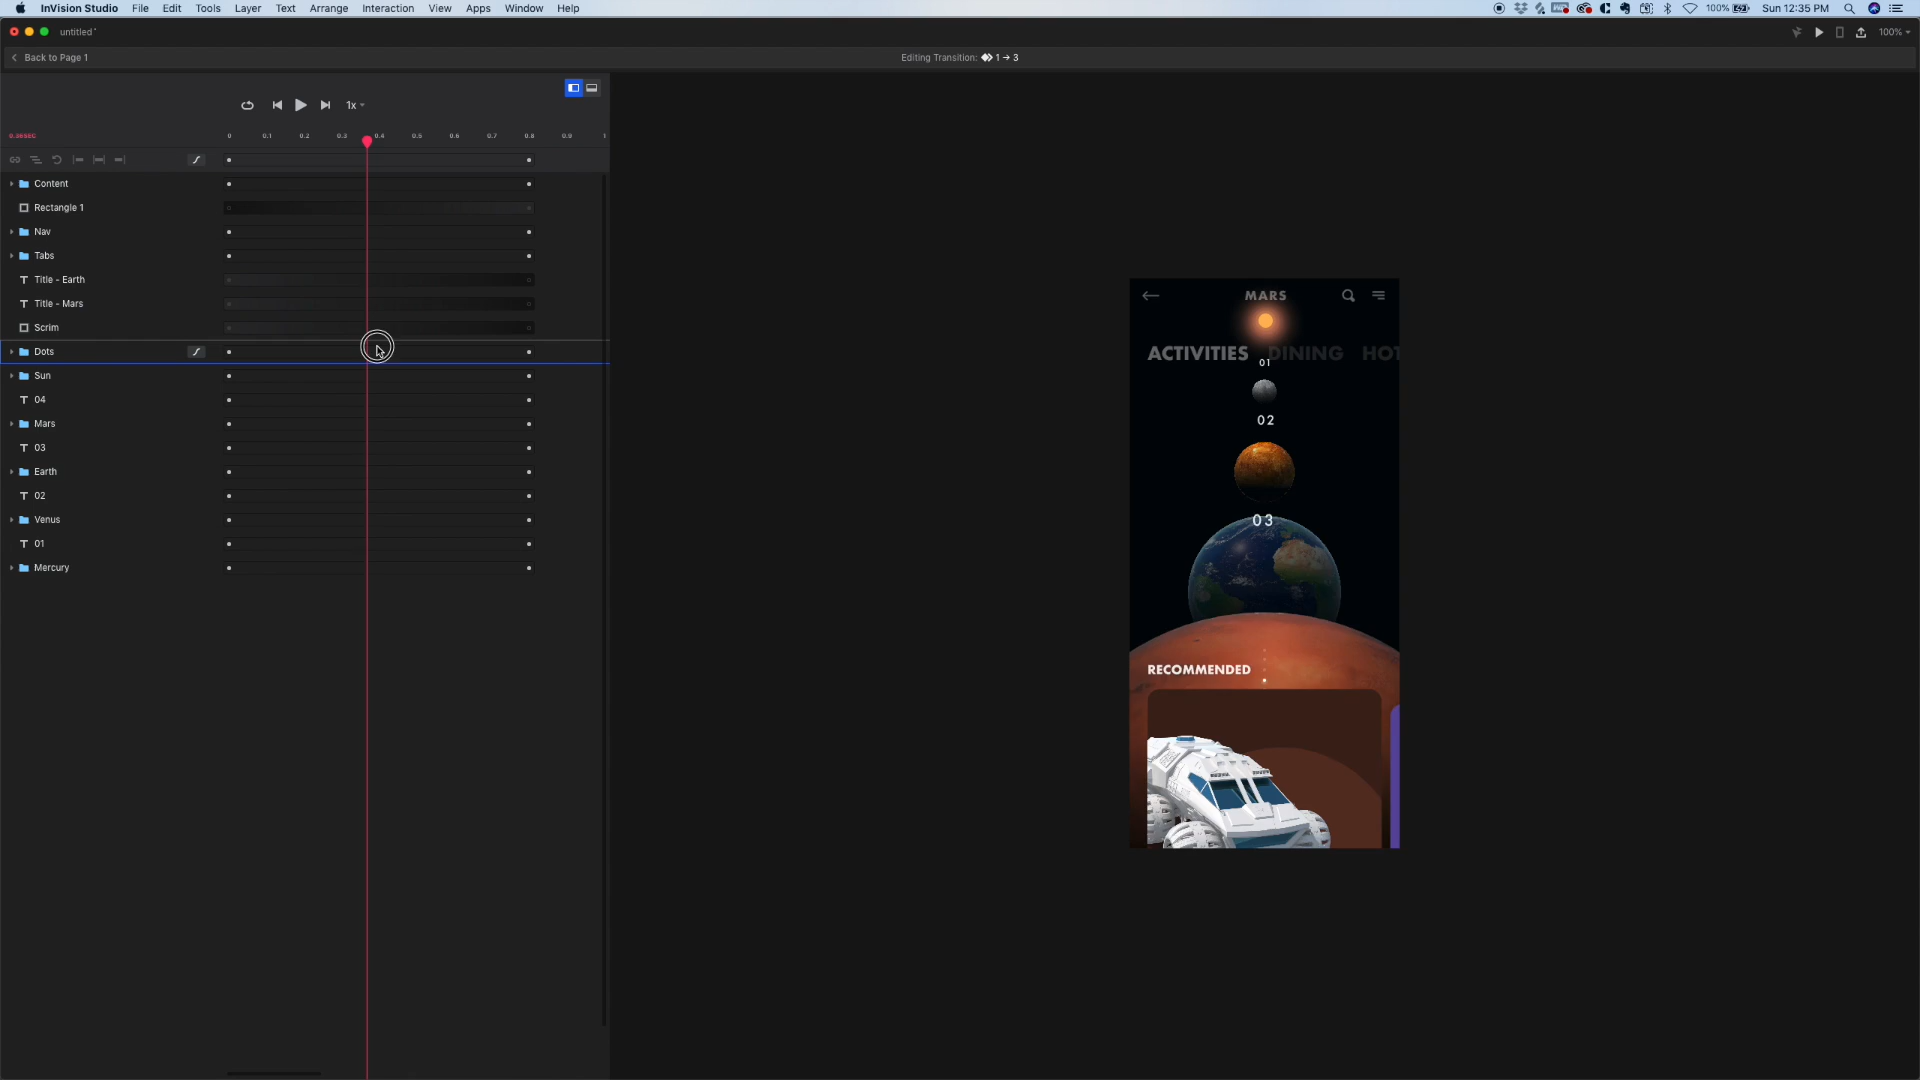 InVision Studio File Edit Tools Layer Text Arrange Interaction View Apps Window Help 100% Sun 12:35 PM
untitled* 100%
Back to Page 1 Editing Transition: 1 → 3
1x
0 0.1 0.2 0.3 0.4 0.5 0.6 0.7 0.8 0.9 1
Content
Rectangle 1
Nav
Tabs
T Title - Earth
T Title - Mars
Scrim
Dots
Sun
T 04
Mars
T 03
Earth
T 02
Venus
T 01
Mercury
MARS
ACTIVITIES DINING HOT
01
02
03
RECOMMENDED